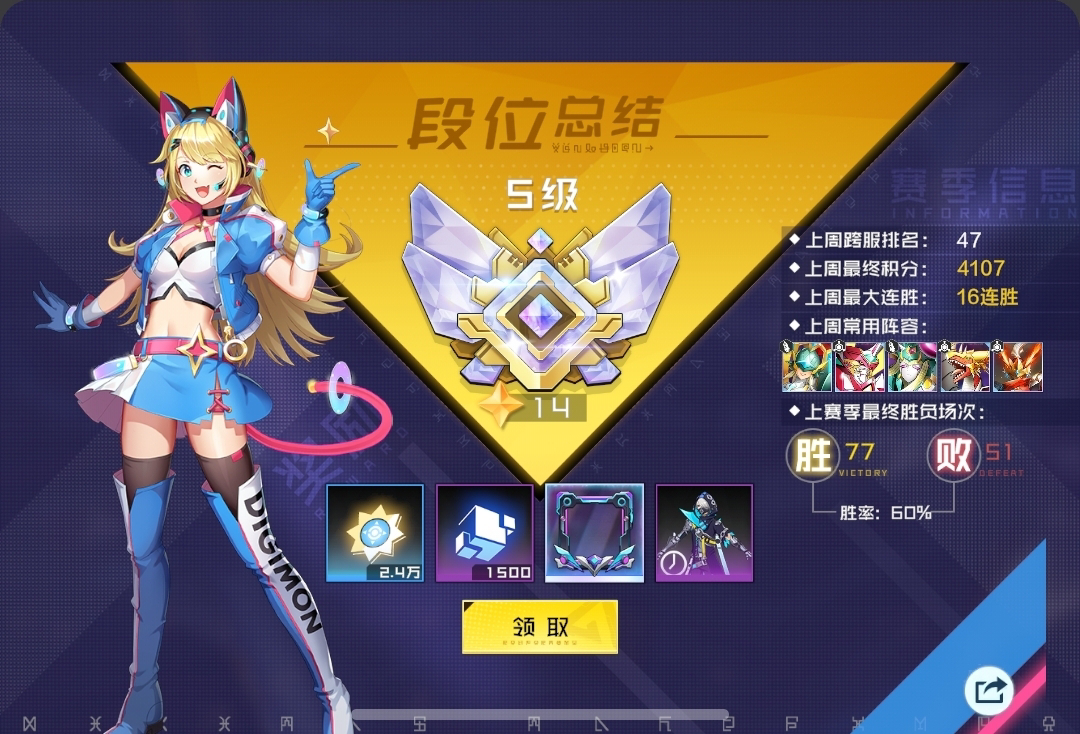 段位总结
S级
14
赛季信息
上周跨服排名: 47
上周最终积分: 4107
上周最大连胜: 16连胜
上周常用阵容:
上赛季最终胜负场次:
胜 77 VICTORY
败 51 DEFEAT
胜率: 60%
DIGIMON
2.4万
1500
领取